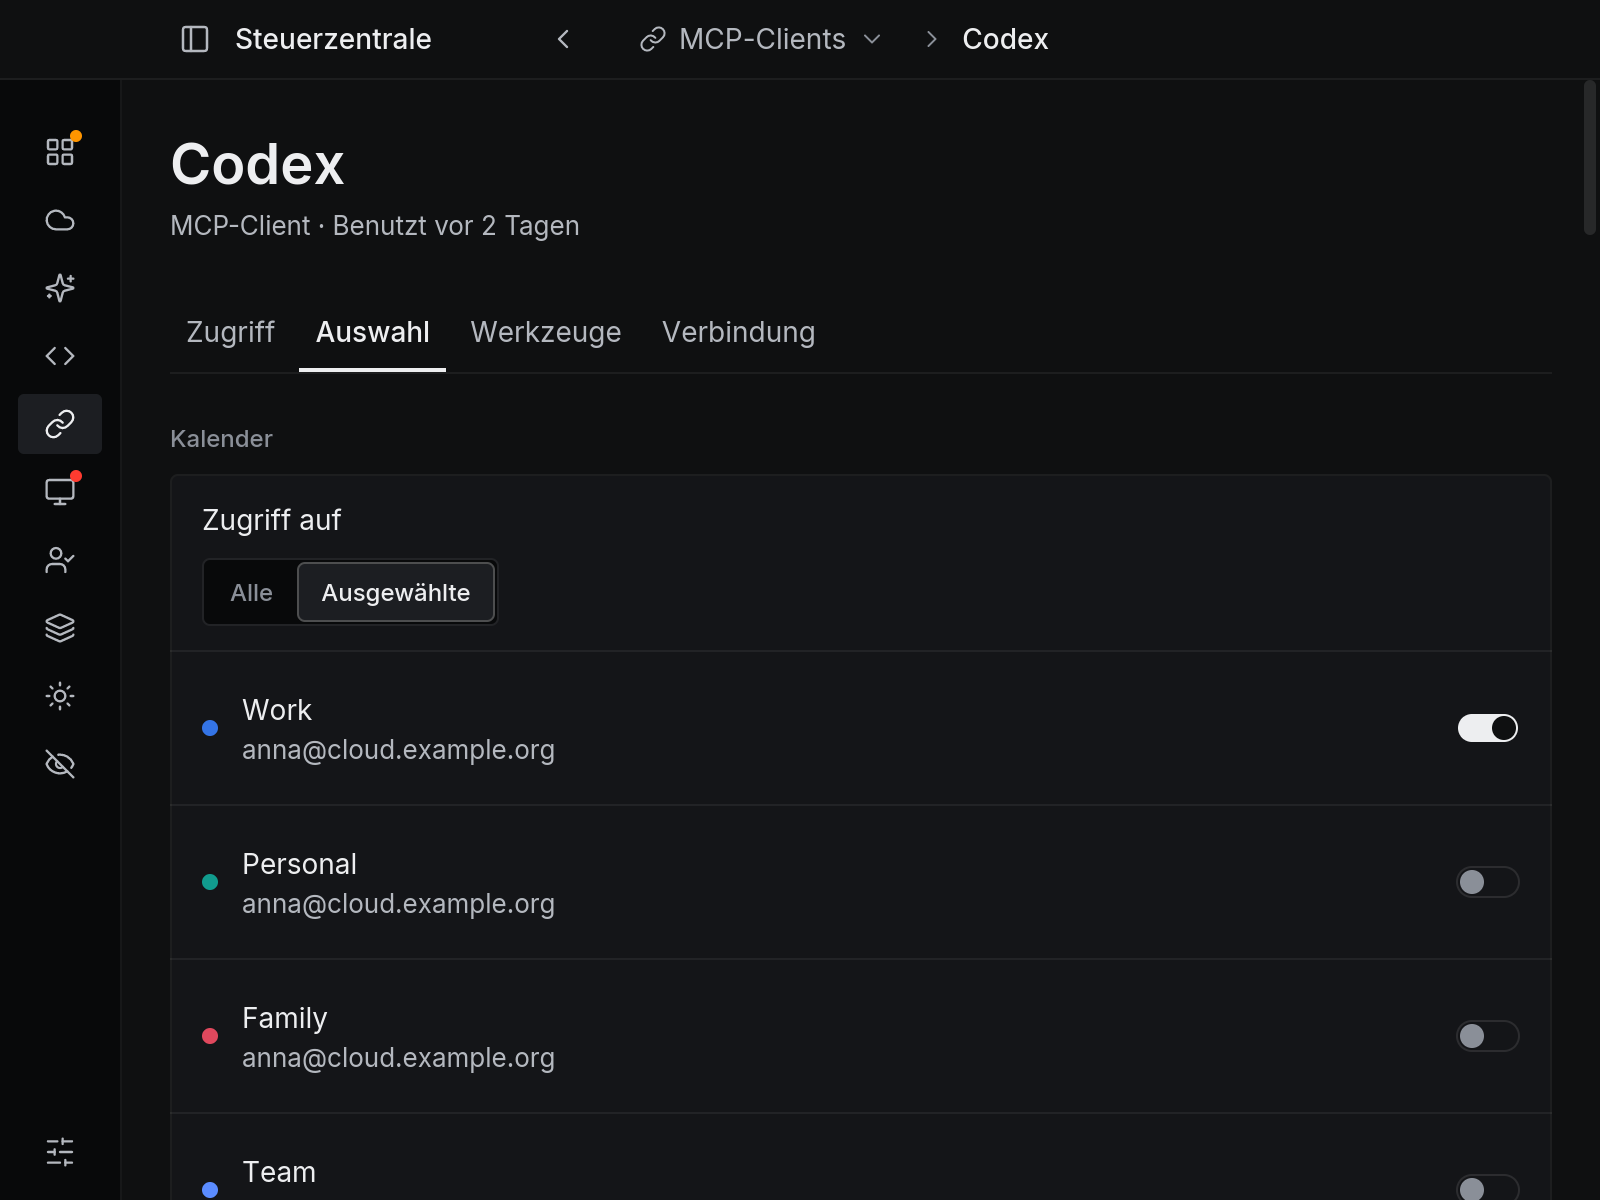 Steuerzentrale
MCP-Clients
Codex
Codex
MCP-Client · Benutzt vor 2 Tagen
Zugriff
Auswahl
Werkzeuge
Verbindung
Kalender
Zugriff auf
Alle
Ausgewählte
Work
anna@cloud.example.org
Personal
anna@cloud.example.org
Family
anna@cloud.example.org
Team